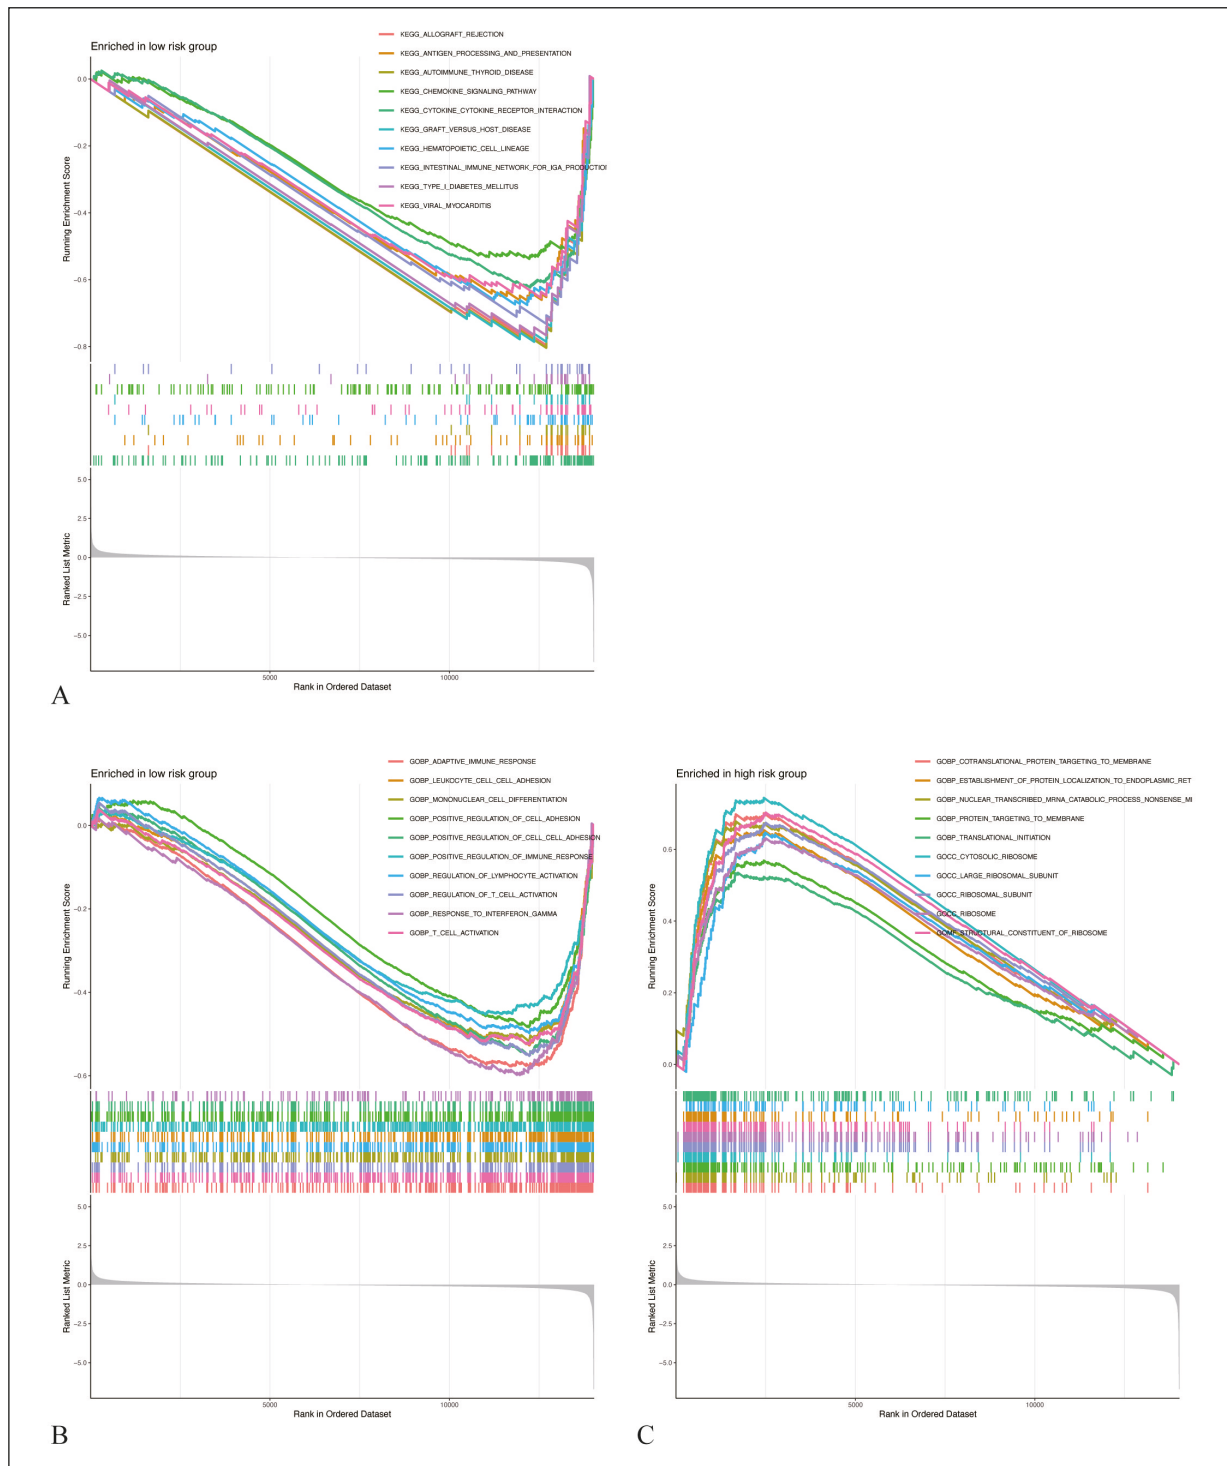 Enriched in low risk group
KEGG_ALLOGRAFT_REJECTION
KEGG_ANTIGEN_PROCESSING_AND_PRESENTATION
KEGG_AUTOIMMUNE_THYROID_DISEASE
KEGG_CHEMOKINE_SIGNALING_PATHWAY
KEGG_CYTOKINE_CYTOKINE_RECEPTOR_INTERACTION
KEGG_GRAFT_VERSUS_HOST_DISEASE
KEGG_HEMATOPOIETIC_CELL_LINEAGE
KEGG_INTESTINAL_IMMUNE_NETWORK_FOR_IGA_PRODUCTION
KEGG_TYPE_I_DIABETES_MELLITUS
KEGG_VIRAL_MYOCARDITIS
Running Enrichment Score
0.0
−0.2
−0.4
−0.6
−0.8
Ranked List Metric
5.0
2.5
0.0
−2.5
−5.0
5000
10000
Rank in Ordered Dataset
A
Enriched in low risk group
GOBP_ADAPTIVE_IMMUNE_RESPONSE
GOBP_LEUKOCYTE_CELL_CELL_ADHESION
GOBP_MONONUCLEAR_CELL_DIFFERENTIATION
GOBP_POSITIVE_REGULATION_OF_CELL_ADHESION
GOBP_POSITIVE_REGULATION_OF_CELL_CELL_ADHESION
GOBP_POSITIVE_REGULATION_OF_IMMUNE_RESPONSE
GOBP_REGULATION_OF_LYMPHOCYTE_ACTIVATION
GOBP_REGULATION_OF_T_CELL_ACTIVATION
GOBP_RESPONSE_TO_INTERFERON_GAMMA
GOBP_T_CELL_ACTIVATION
Running Enrichment Score
0.0
−0.2
−0.4
−0.6
Ranked List Metric
5.0
2.5
0.0
−2.5
−5.0
5000
10000
Rank in Ordered Dataset
B
Enriched in high risk group
GOBP_COTRANSLATIONAL_PROTEIN_TARGETING_TO_MEMBRANE
GOBP_ESTABLISHMENT_OF_PROTEIN_LOCALIZATION_TO_ENDOPLASMIC_RET
GOBP_NUCLEAR_TRANSCRIBED_MRNA_CATABOLIC_PROCESS_NONSENSE_MI
GOBP_PROTEIN_TARGETING_TO_MEMBRANE
GOBP_TRANSLATIONAL_INITIATION
GOCC_CYTOSOLIC_RIBOSOME
GOCC_LARGE_RIBOSOMAL_SUBUNIT
GOCC_RIBOSOMAL_SUBUNIT
GOCC_RIBOSOME
GOMF_STRUCTURAL_CONSTITUENT_OF_RIBOSOME
Running Enrichment Score
0.6
0.4
0.2
0.0
Ranked List Metric
5.0
2.5
0.0
−2.5
−5.0
5000
10000
Rank in Ordered Dataset
C